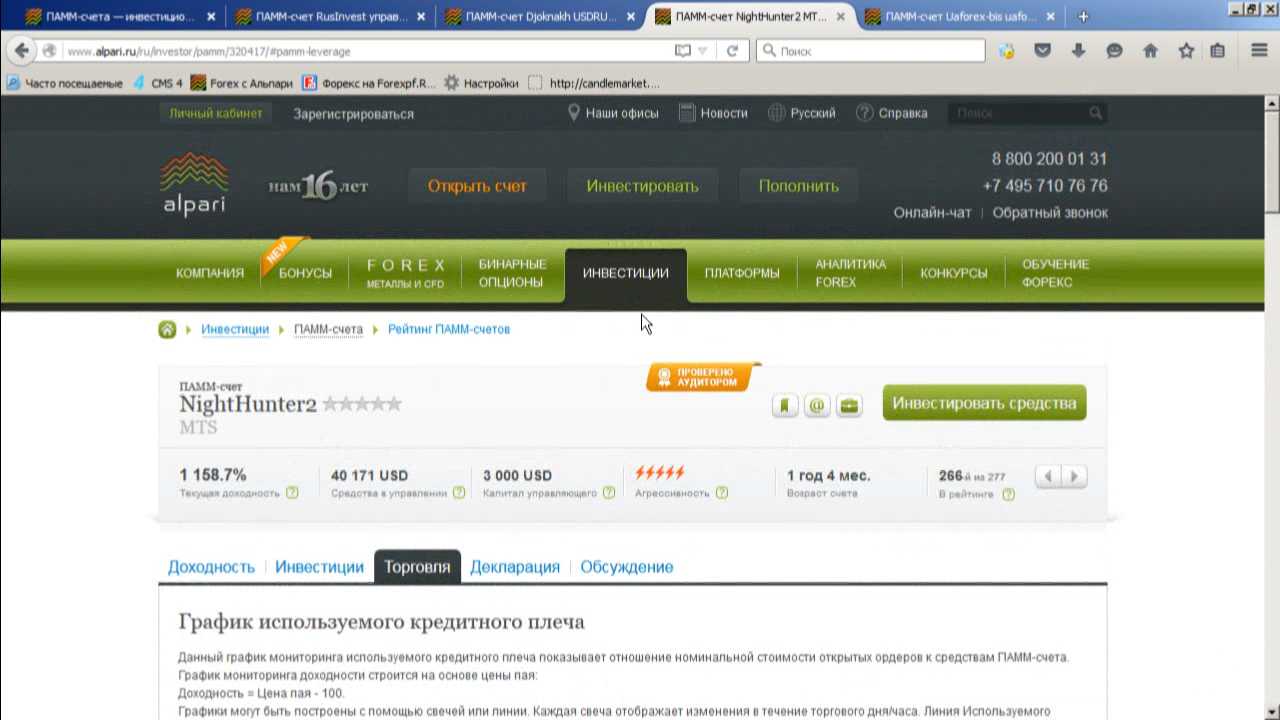 ПАММ-счета — инвестицио...
ПАММ-счет RusInvest управ...
ПАММ-счет Djoknakh USDRU...
ПАММ-счет NightHunter2 MT...
ПАММ-счет Uaforex-bis uafo...
www.alpari.ru/ru/investor/pamm/320417/#pamm-leverage
Поиск
Часто посещаемые
CMS 4
Forex с Альпари
Форекс на Forexpf.R...
Настройки
http://candlemarket....
Личный кабинет
Зарегистрироваться
Наши офисы
Новости
Русский
Справка
Поиск
alpari
нам 16 лет
Открыть счет
Инвестировать
Пополнить
8 800 200 01 31
+7 495 710 76 76
Онлайн-чат | Обратный звонок
КОМПАНИЯ
NEW
БОНУСЫ
FOREX
МЕТАЛЛЫ И CFD
БИНАРНЫЕ
ОПЦИОНЫ
ИНВЕСТИЦИИ
ПЛАТФОРМЫ
АНАЛИТИКА
FOREX
КОНКУРСЫ
ОБУЧЕНИЕ
ФОРЕКС
Инвестиции
ПАММ-счета
Рейтинг ПАММ-счетов
ПРОВЕРЕНО
АУДИТОРОМ
ПАММ-счет
NightHunter2
MTS
Инвестировать средства
1 158.7%
Текущая доходность
40 171 USD
Средства в управлении
3 000 USD
Капитал управляющего
Агрессивность
1 год 4 мес.
Возраст счета
266-й из 277
В рейтинге
Доходность
Инвестиции
Торговля
Декларация
Обсуждение
График используемого кредитного плеча
Данный график мониторинга используемого кредитного плеча показывает отношение номинальной стоимости открытых ордеров к средствам ПАММ-счета.
График мониторинга доходности строится на основе цены пая:
Доходность = Цена пая - 100.
Графики могут быть построены с помощью свечей или линии. Каждая свеча отображает изменения в течение торгового дня/часа. Линия Используемого